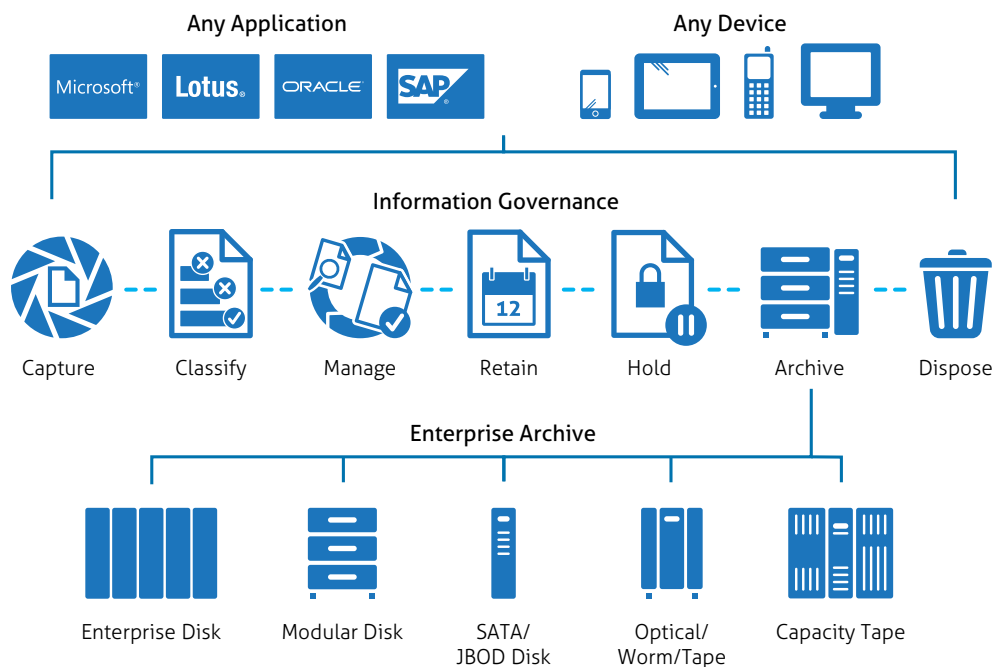 Any Application
Any Device
Microsoft®
Lotus®
ORACLE®
SAP®
Information Governance
12
Capture
Classify
Manage
Retain
Hold
Archive
Dispose
Enterprise Archive
Enterprise Disk
Modular Disk
SATA/
JBOD Disk
Optical/
Worm/Tape
Capacity Tape